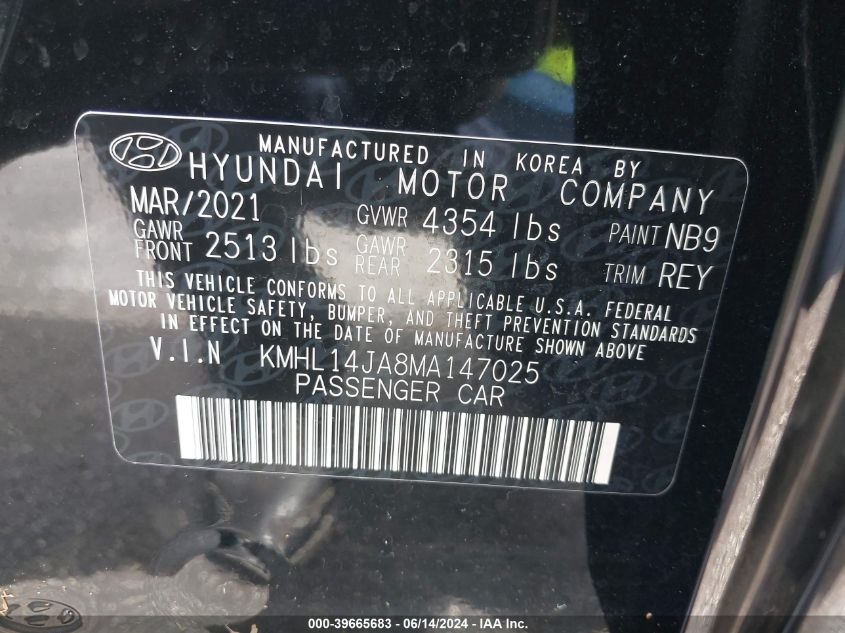 MANUFACTURED IN KOREA BY
HYUNDAI MOTOR COMPANY
MAR/2021 GVWR 4354 lbs PAINT NB9
GAWR FRONT 2513 lbs GAWR REAR 2315 lbs TRIM REY
THIS VEHICLE CONFORMS TO ALL APPLICABLE U.S.A. FEDERAL
MOTOR VEHICLE SAFETY, BUMPER, AND THEFT PREVENTION STANDARDS
IN EFFECT ON THE DATE OF MANUFACTURE SHOWN ABOVE
V.I.N KMHL14JA8MA147025
PASSENGER CAR
000-39665683 - 06/14/2024 - IAA Inc.